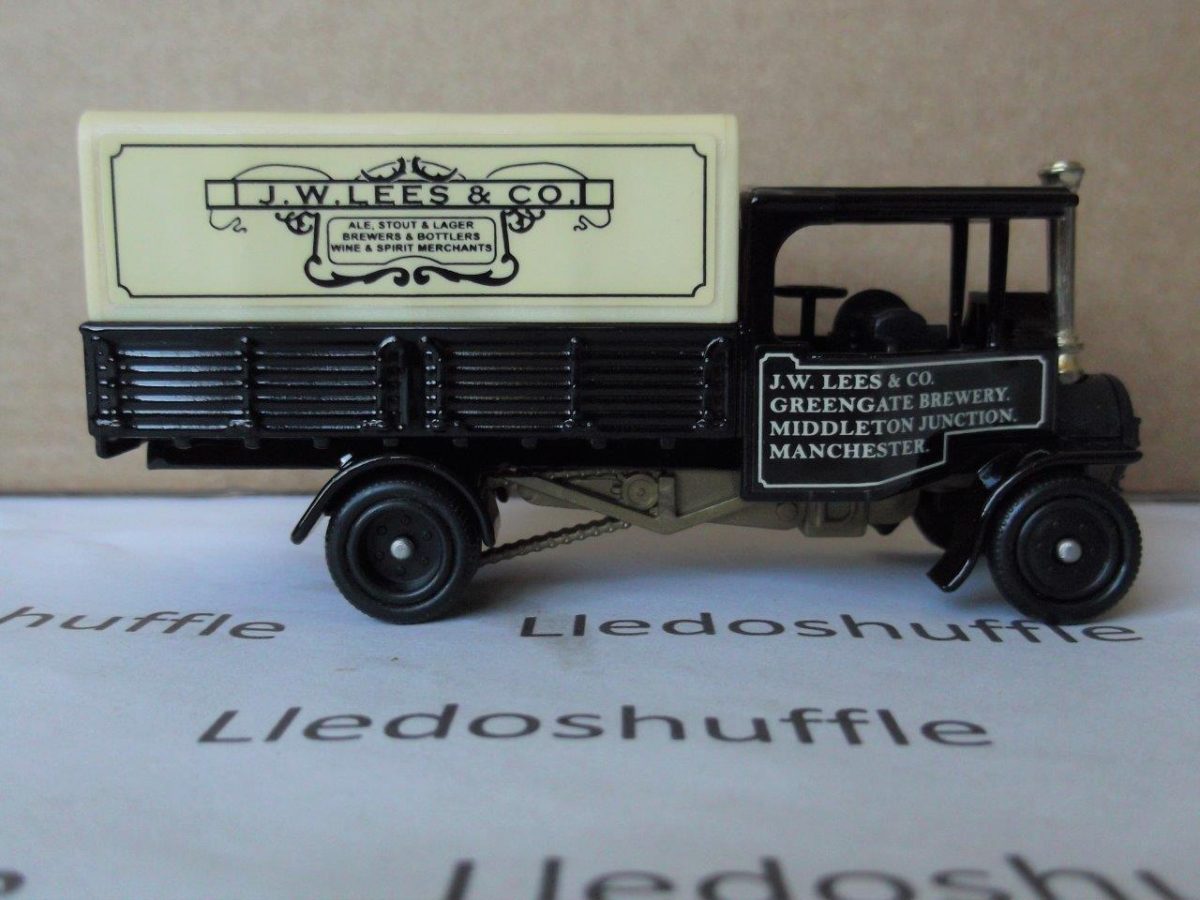 J.W.LEES & CO.
ALE, STOUT & LAGER
BREWERS & BOTTLERS
WINE & SPIRIT MERCHANTS
J.W. LEES & CO.
GREENGATE BREWERY.
MIDDLETON JUNCTION.
MANCHESTER.
huffle Lledoshuffle
Lledoshuffle
Lledosh